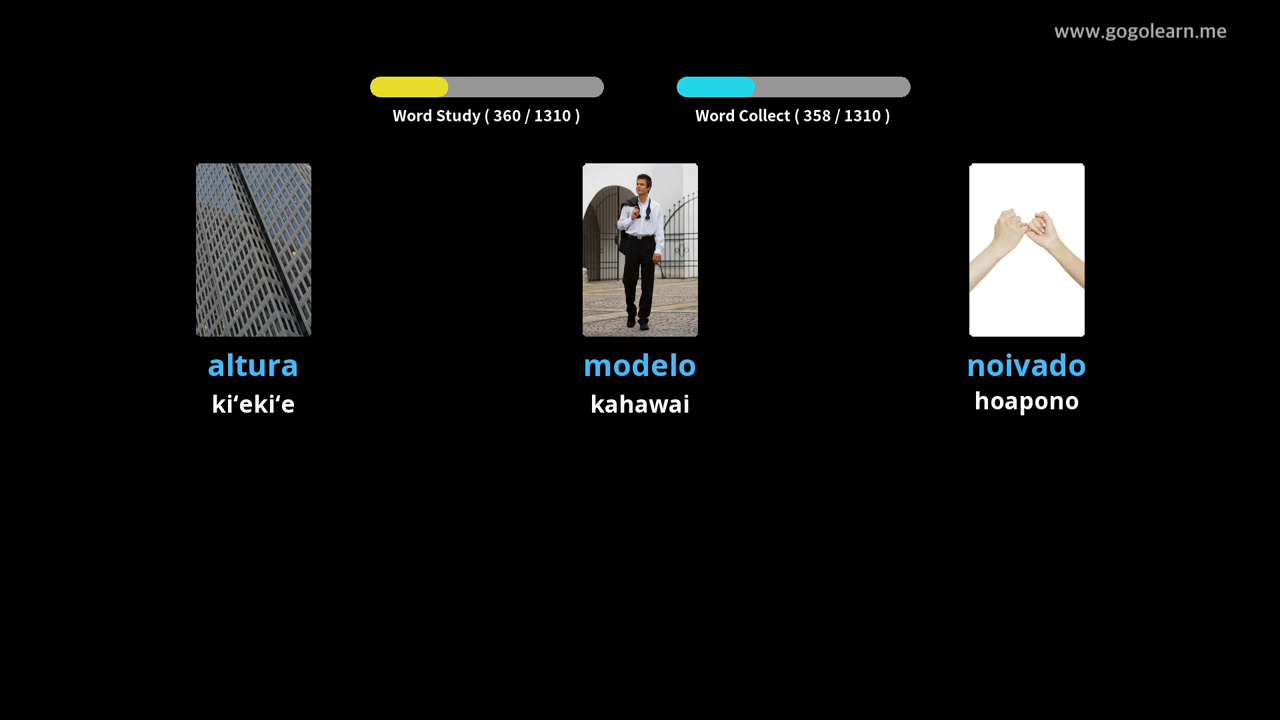 www.gogolearn.me
Word Study ( 360 / 1310 )
Word Collect ( 358 / 1310 )
altura
kiʻekiʻe
modelo
kahawai
noivado
hoapono